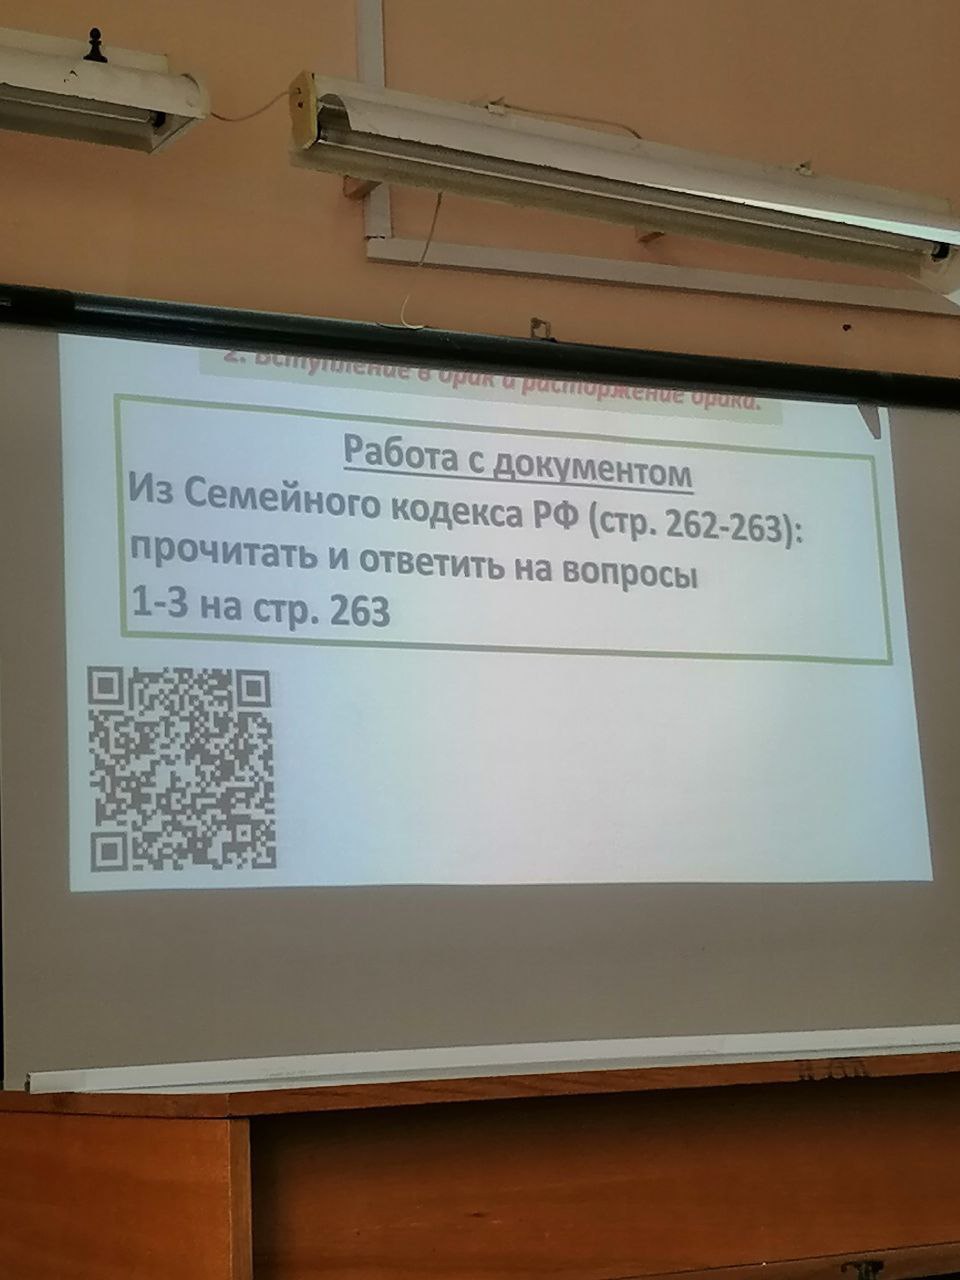 2. Вступление в брак и расторжение брака.
Работа с документом
Из Семейного кодекса РФ (стр. 262-263):
прочитать и ответить на вопросы
1-3 на стр. 263